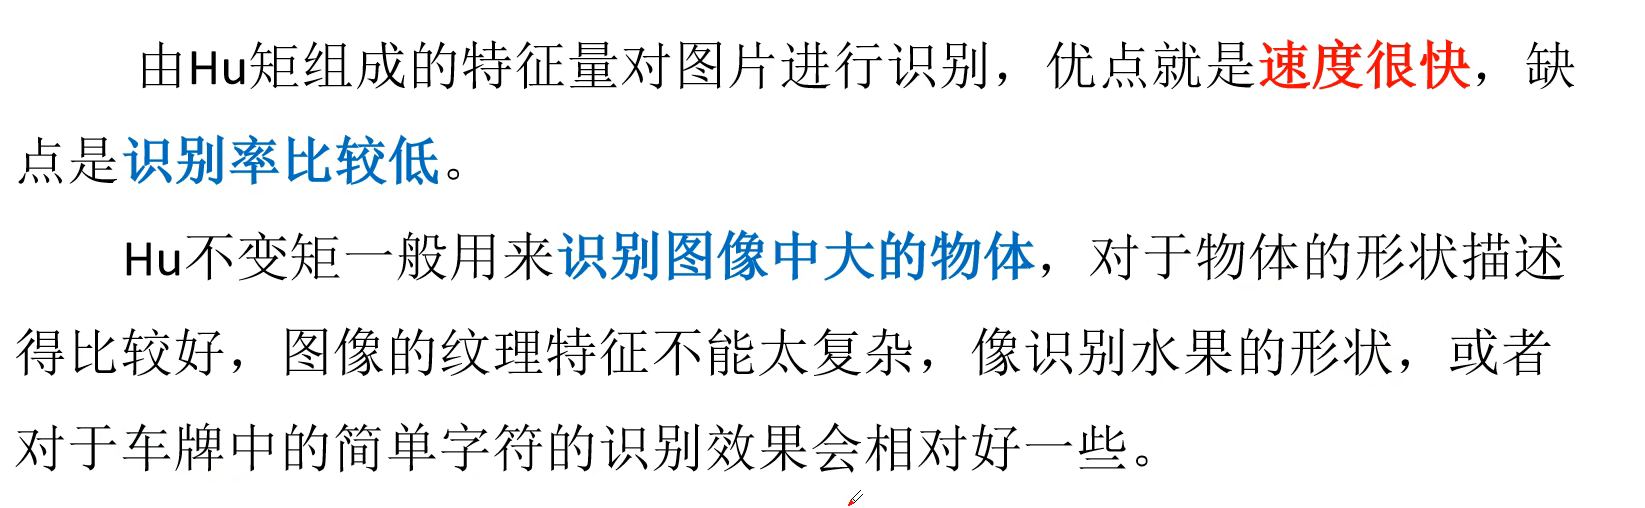 由Hu矩组成的特征量对图片进行识别，优点就是速度很快，缺
点是识别率比较低。
Hu不变矩一般用来识别图像中大的物体，对于物体的形状描述
得比较好，图像的纹理特征不能太复杂，像识别水果的形状，或者
对于车牌中的简单字符的识别效果会相对好一些。